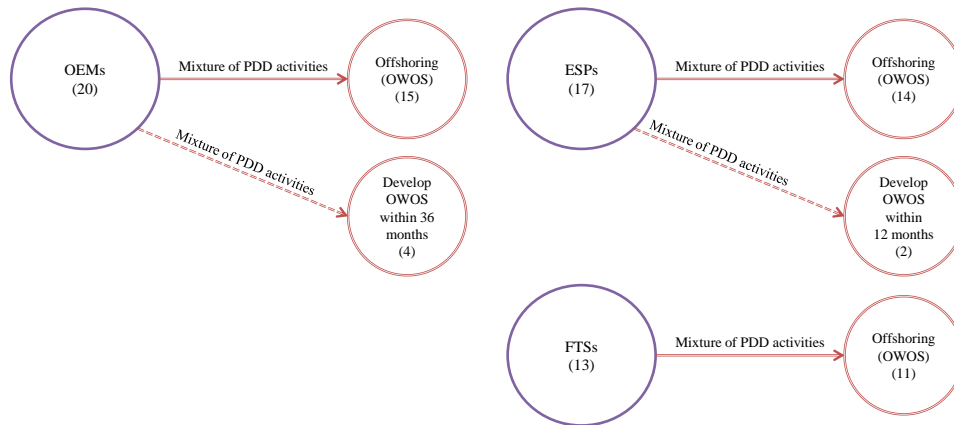 OEMs
(20)
Mixture of PDD activities
Offshoring
(OWOS)
(15)
Mixture of PDD activities
Develop
OWOS
within 36
months
(4)
ESPs
(17)
Mixture of PDD activities
Offshoring
(OWOS)
(14)
Mixture of PDD activities
Develop
OWOS
within
12 months
(2)
FTSs
(13)
Mixture of PDD activities
Offshoring
(OWOS)
(11)